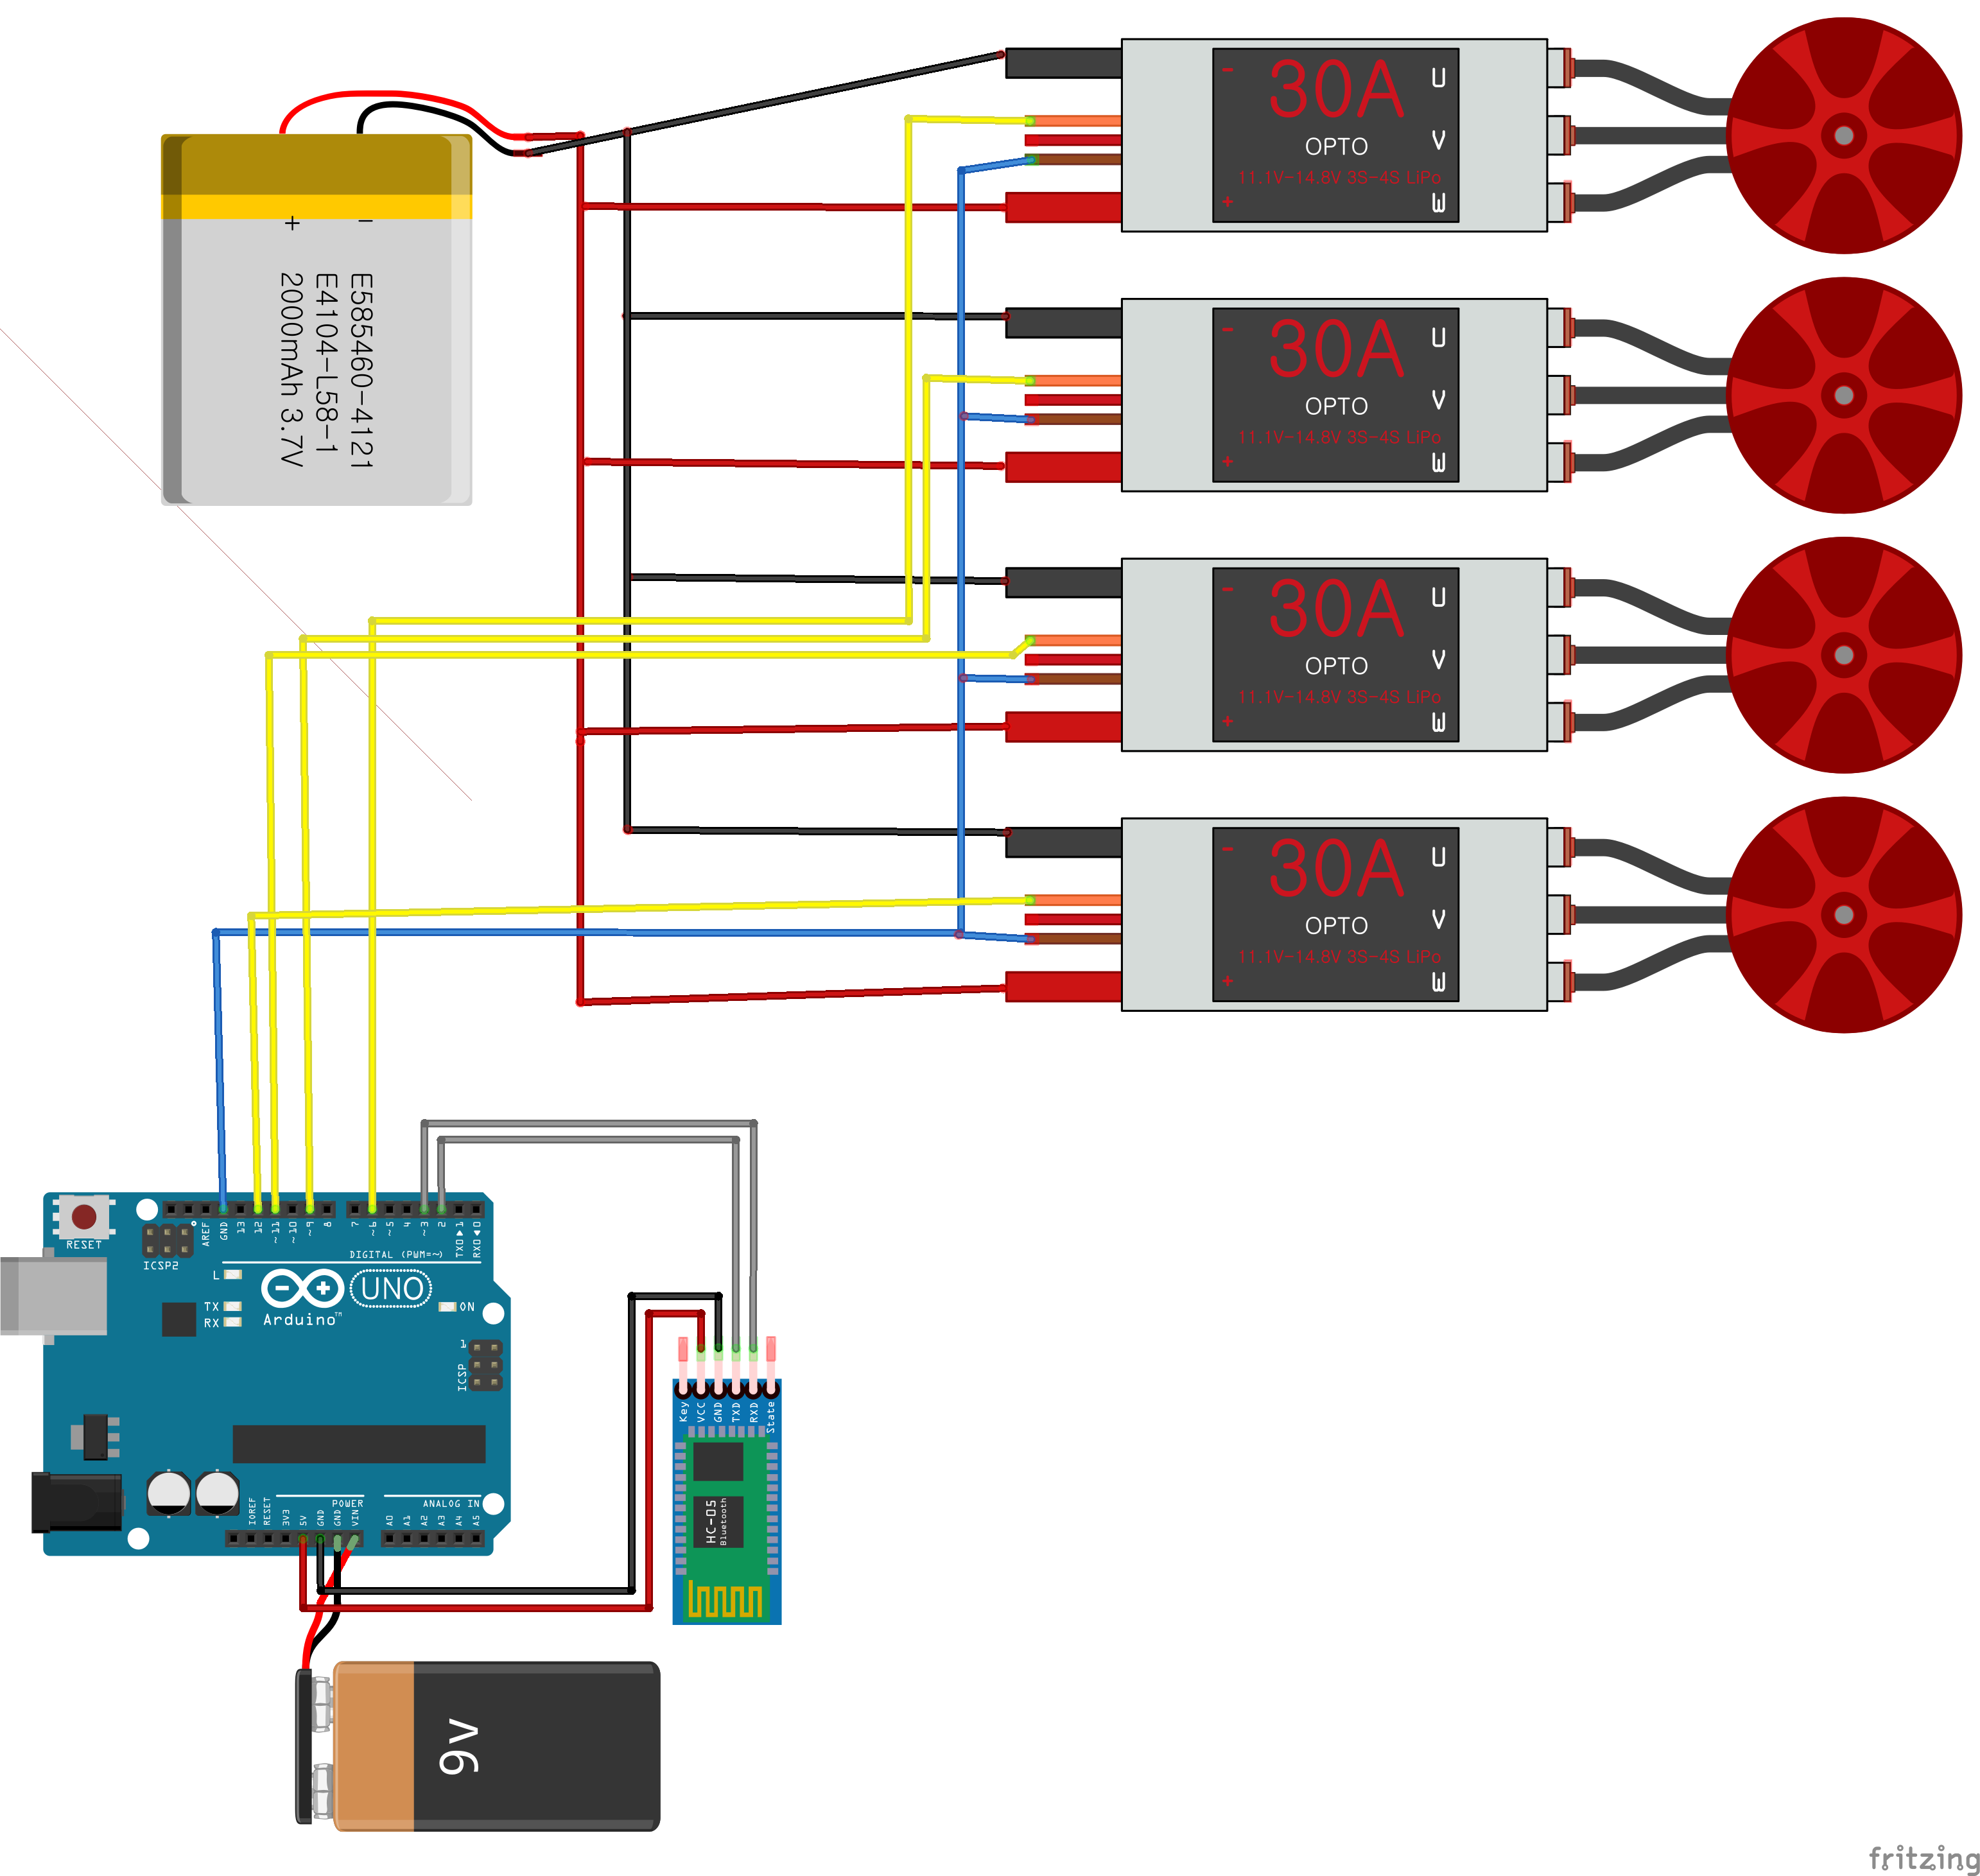 + -
E585460-4121
E4104-L58-1
2000mAh 3.7V
- 30A U
OPTO V
11.1V-14.8V 3S-4S LiPo
+ W
- 30A U
OPTO V
11.1V-14.8V 3S-4S LiPo
+ W
- 30A U
OPTO V
11.1V-14.8V 3S-4S LiPo
+ W
- 30A U
OPTO V
11.1V-14.8V 3S-4S LiPo
+ W
RESET
ICSP2
AREF
GND
13
12
~11
~10
~9
8
7
~6
~5
4
~3
2
TX0▶1
RX0◀0
DIGITAL (PWM=~)
L
TX
RX
UNO
Arduino™
ON
1
ICSP
POWER
ANALOG IN
IOREF
RESET
3V3
5V
GND
GND
VIN
A0
A1
A2
A3
A4
A5
Key
VCC
GND
TXD
RXD
State
HC-05
Bluetooth
9v
fritzing